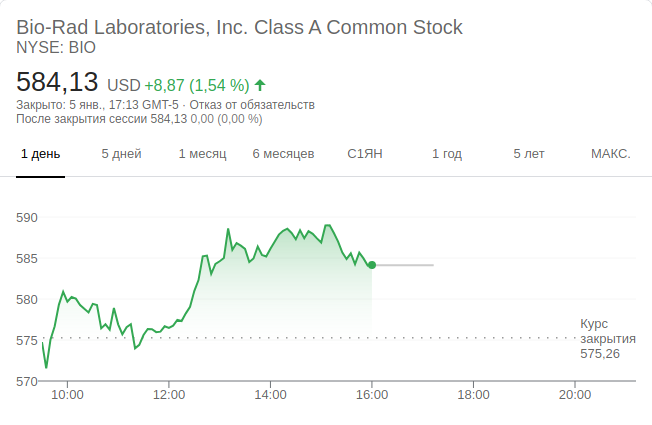 Bio-Rad Laboratories, Inc. Class A Common Stock
NYSE: BIO
584,13 USD +8,87 (1,54 %)
Закрыто: 5 янв., 17:13 GMT-5 · Отказ от обязательств
После закрытия сессии 584,13 0,00 (0,00 %)
1 день 5 дней 1 месяц 6 месяцев С1ЯН 1 год 5 лет МАКС.
590
585
580
575
570
Курс
закрытия
575,26
10:00 12:00 14:00 16:00 18:00 20:00